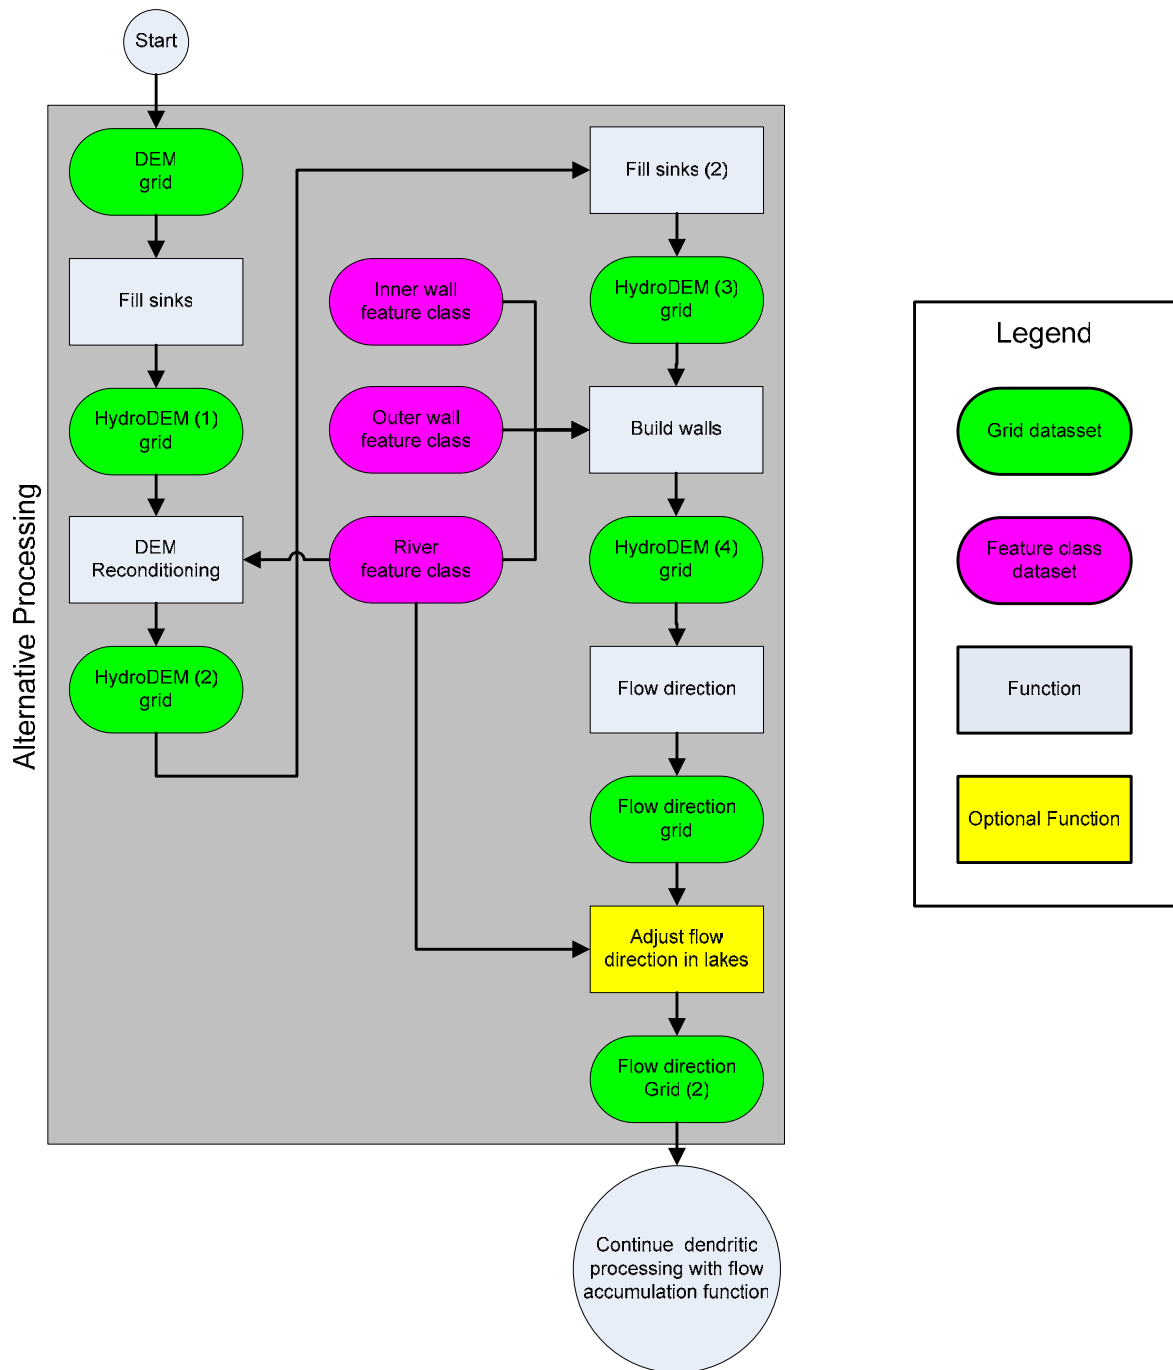 Start
Alternative Processing
DEM
grid
Fill sinks
HydroDEM (1)
grid
DEM
Reconditioning
HydroDEM (2)
grid
Inner wall
feature class
Outer wall
feature class
River
feature class
Fill sinks (2)
HydroDEM (3)
grid
Build walls
HydroDEM (4)
grid
Flow direction
Flow direction
grid
Adjust flow
direction in lakes
Flow direction
Grid (2)
Continue dendritic
processing with flow
accumulation function
Legend
Grid datasset
Feature class
dataset
Function
Optional Function